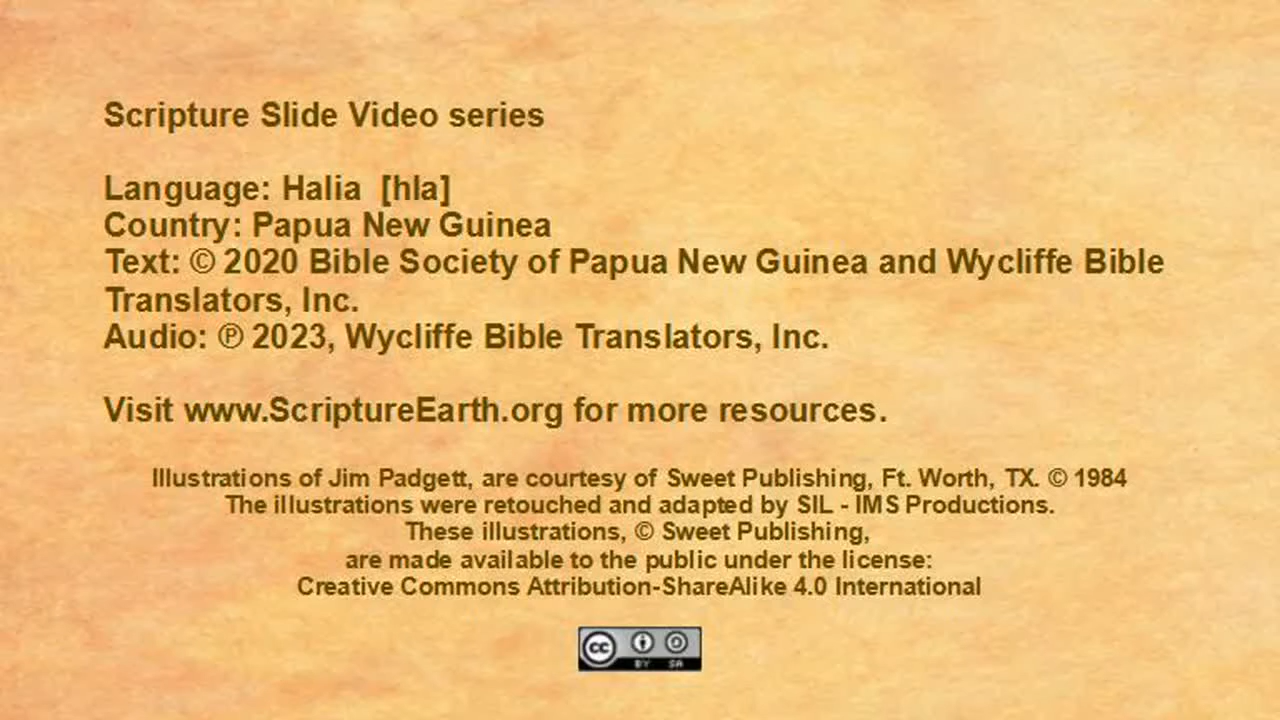 Scripture Slide Video series
Language: Halia [hla]
Country: Papua New Guinea
Text: © 2020 Bible Society of Papua New Guinea and Wycliffe Bible
Translators, Inc.
Audio: ℗ 2023, Wycliffe Bible Translators, Inc.
Visit www.ScriptureEarth.org for more resources.
Illustrations of Jim Padgett, are courtesy of Sweet Publishing, Ft. Worth, TX. © 1984
The illustrations were retouched and adapted by SIL - IMS Productions.
These illustrations, © Sweet Publishing,
are made available to the public under the license:
Creative Commons Attribution-ShareAlike 4.0 International
cc BY SA